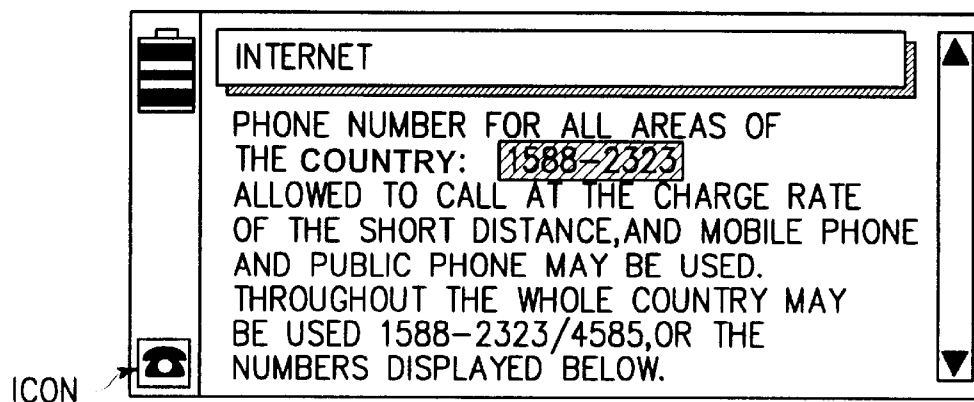 INTERNET
PHONE NUMBER FOR ALL AREAS OF
THE COUNTRY: 1588-2323
ALLOWED TO CALL AT THE CHARGE RATE
OF THE SHORT DISTANCE,AND MOBILE PHONE
AND PUBLIC PHONE MAY BE USED.
THROUGHOUT THE WHOLE COUNTRY MAY
BE USED 1588-2323/4585,OR THE
NUMBERS DISPLAYED BELOW.
ICON